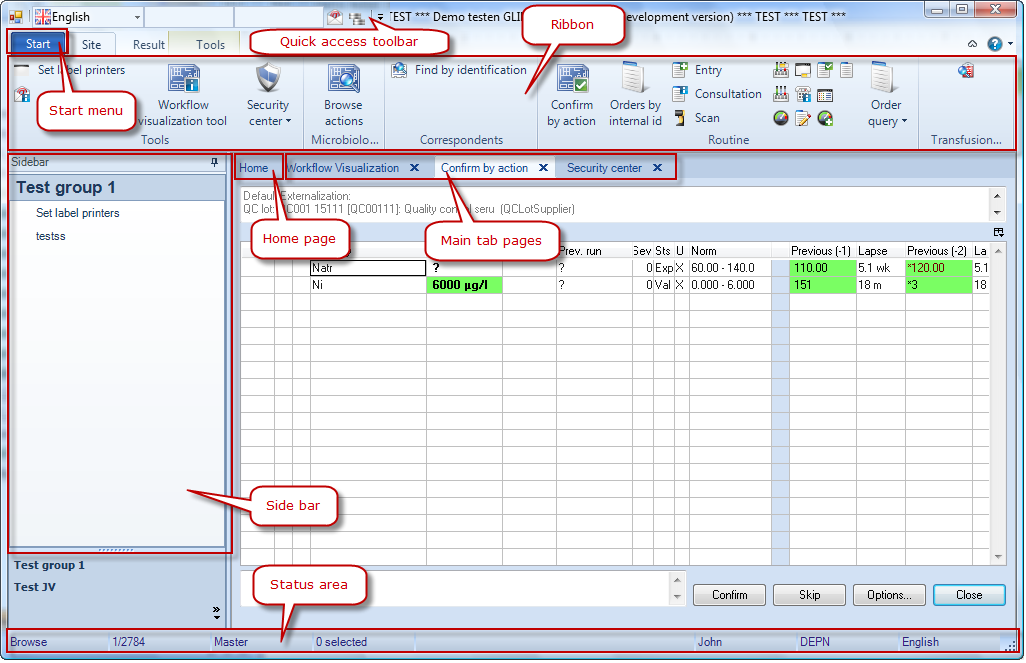 English
TEST *** Demo testen GLI
evelopment version) *** TEST *** TEST ***
Ribbon
Quick access toolbar
Start
Site
Result
Tools
Set label printers
Start menu
Workflow
visualization tool
Security
center
Tools
Browse
actions
Microbiolo...
Find by identification
Correspondents
Confirm
by action
Orders by
internal id
Entry
Consultation
Scan
Routine
Order
query
Transfusion...
Sidebar
Test group 1
Set label printers
testss
Side bar
Test group 1
Test JV
Home
Workflow Visualization
Confirm by action
Security center
Default Externalization:
QC lot: QC001 15111 [QC00111]: Quality control seru (QCLotSupplier)
Home page
Main tab pages
Prev. run Sev Sts U Norm Previous (-1) Lapse Previous (-2) La
Natr ? ? 0 Exp X 60.00 - 140.0 110.00 5.1 wk *120.00 5.1
Ni 6000 µg/l ? 0 Val X 0.000 - 6.000 151 18 m *3 18
Status area
Confirm
Skip
Options...
Close
Browse 1/2784 Master 0 selected John DEPN English